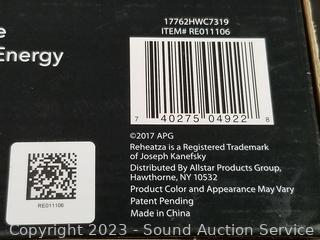 e
Energy
17762HWC7319
ITEM# RE011106
7 40275 04922 8
©2017 APG
Reheatza is a Registered Trademark
of Joseph Kanefsky
Distributed By Allstar Products Group,
Hawthorne, NY 10532
Product Color and Appearance May Vary
Patent Pending
Made in China
RE011106
Copyright 2023 - Sound Auction Service